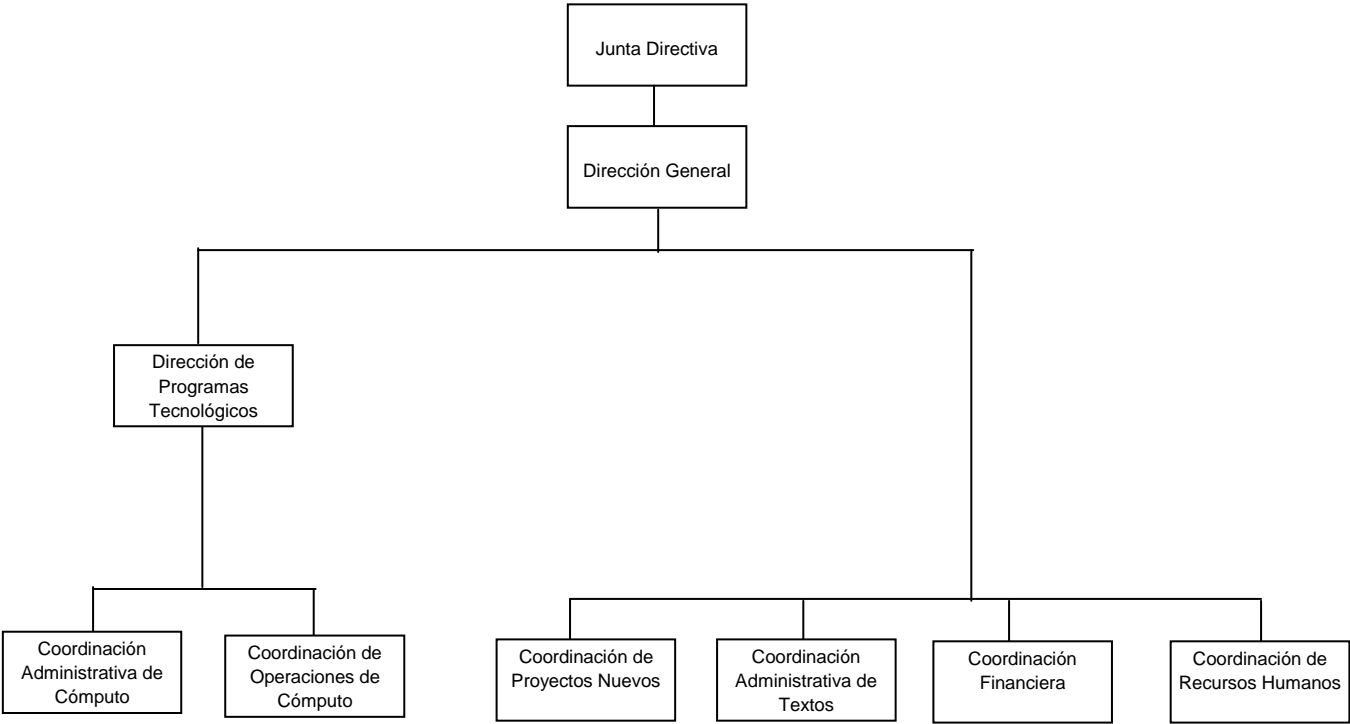 Junta Directiva
Dirección General
Dirección de
Programas
Tecnológicos
Coordinación
Administrativa de
Cómputo
Coordinación de
Operaciones de
Cómputo
Coordinación de
Proyectos Nuevos
Coordinación
Administrativa de
Textos
Coordinación
Financiera
Coordinación de
Recursos Humanos